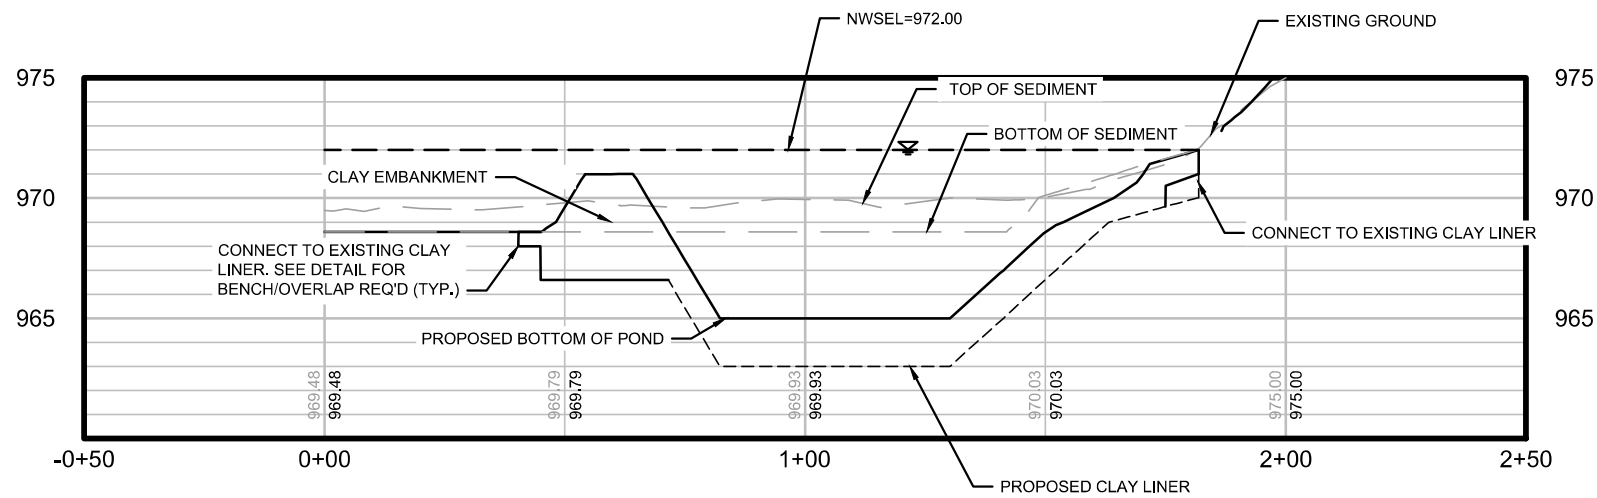 NWSEL=972.00
EXISTING GROUND
975
975
TOP OF SEDIMENT
BOTTOM OF SEDIMENT
CLAY EMBANKMENT
970
970
CONNECT TO EXISTING CLAY LINER
CONNECT TO EXISTING CLAY
LINER. SEE DETAIL FOR
BENCH/OVERLAP REQ'D (TYP.)
965
965
PROPOSED BOTTOM OF POND
969.48
969.48
969.79
969.79
969.93
969.93
970.03
970.03
975.00
975.00
-0+50
0+00
1+00
2+00
2+50
PROPOSED CLAY LINER